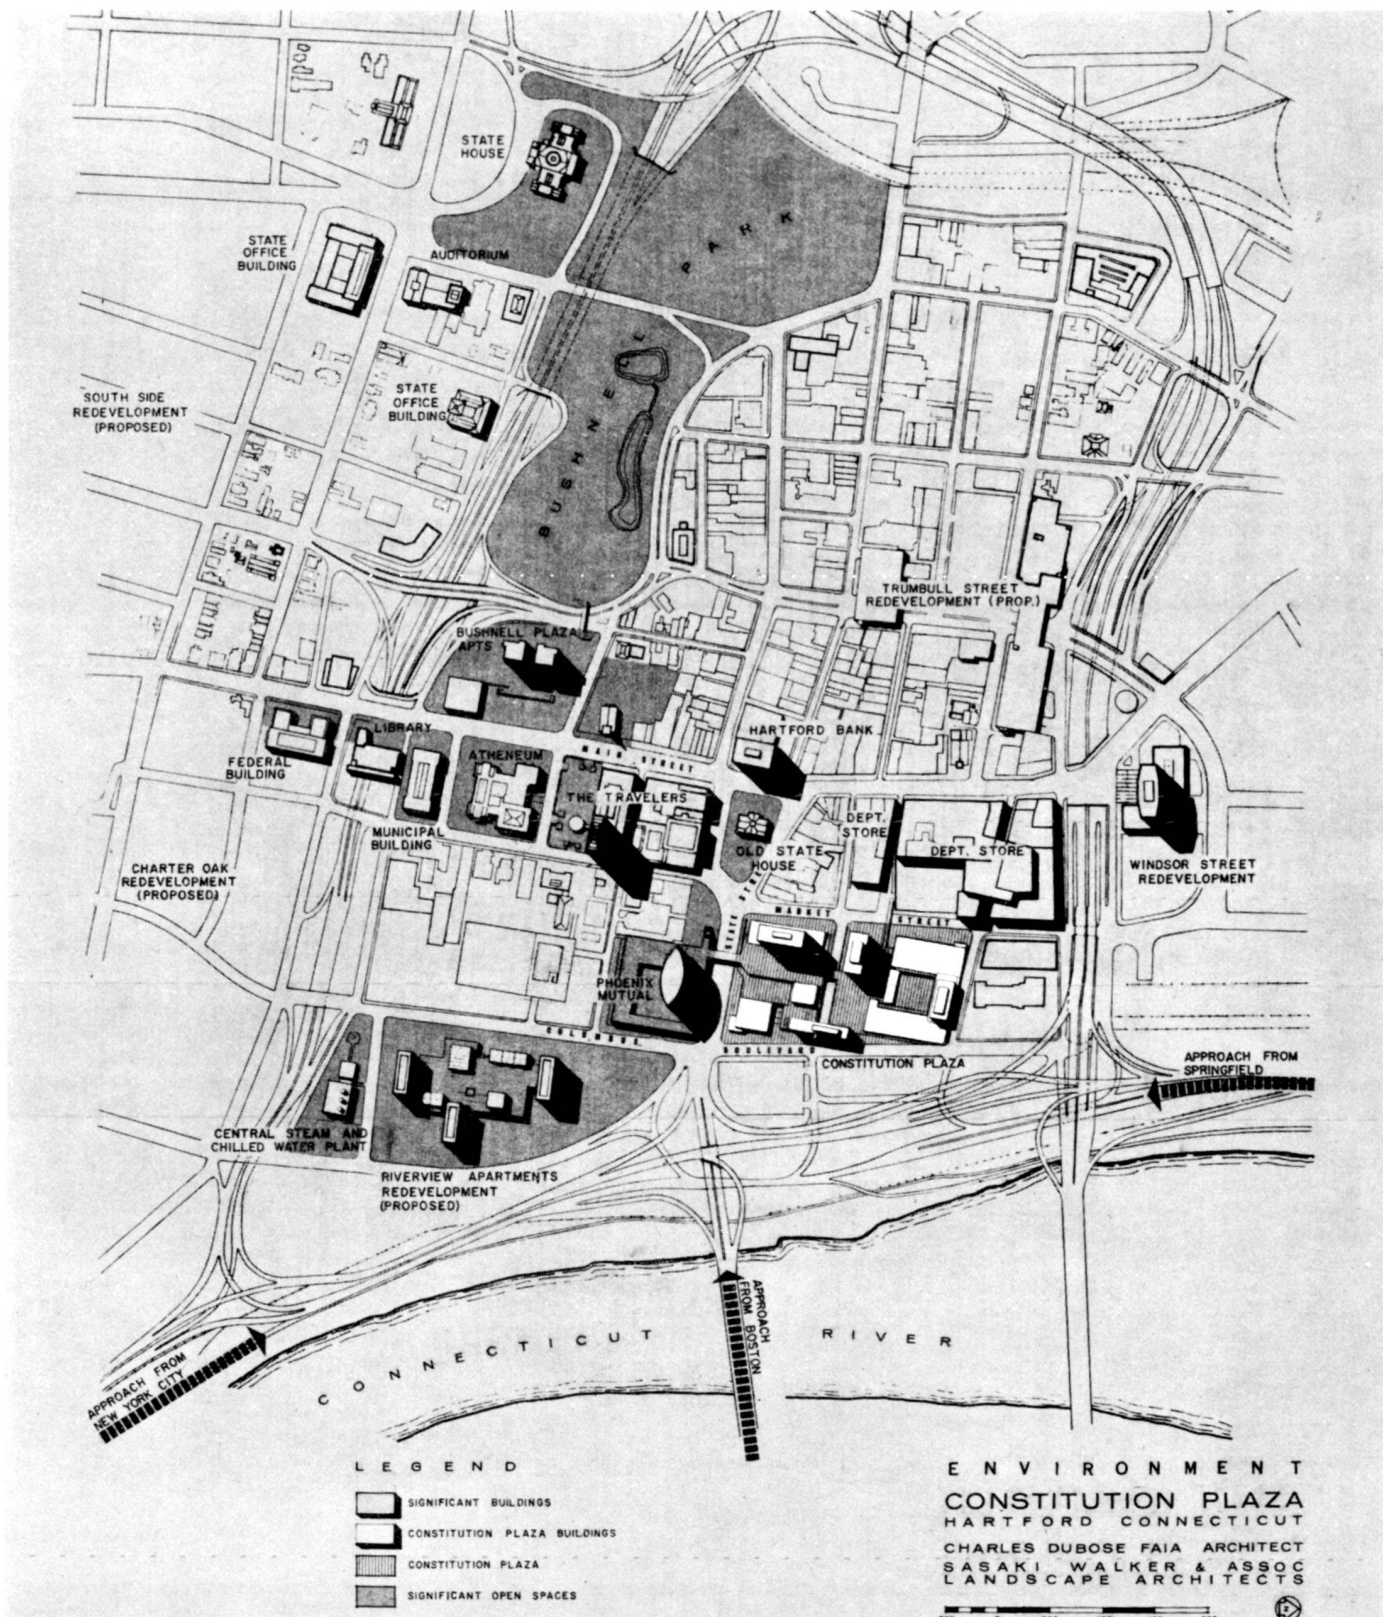 STATE
HOUSE
PARK
STATE
OFFICE
BUILDING
AUDITORIUM
SOUTH SIDE
REDEVELOPMENT
(PROPOSED)
STATE
OFFICE
BUILDING
BUSHNELL
TRUMBULL STREET
REDEVELOPMENT (PROP.)
BUSHNELL PLAZA
APTS
LIBRARY
FEDERAL
BUILDING
ATHENEUM
MAIN STREET
HARTFORD BANK
THE TRAVELERS
MUNICIPAL
BUILDING
OLD STATE
HOUSE
DEPT.
STORE
DEPT. STORE
WINDSOR STREET
REDEVELOPMENT
CHARTER OAK
REDEVELOPMENT
(PROPOSED)
STATE
MARKET STREET
PHOENIX
MUTUAL
COLUMBUS BOULEVARD
CONSTITUTION PLAZA
APPROACH FROM
SPRINGFIELD
CENTRAL STEAM AND
CHILLED WATER PLANT
RIVERVIEW APARTMENTS
REDEVELOPMENT
(PROPOSED)
APPROACH
FROM BOSTON
APPROACH FROM
NEW YORK CITY
CONNECTICUT RIVER
LEGEND
SIGNIFICANT BUILDINGS
CONSTITUTION PLAZA BUILDINGS
CONSTITUTION PLAZA
SIGNIFICANT OPEN SPACES
ENVIRONMENT
CONSTITUTION PLAZA
HARTFORD CONNECTICUT
CHARLES DUBOSE FAIA ARCHITECT
SASAKI WALKER & ASSOC
LANDSCAPE ARCHITECTS